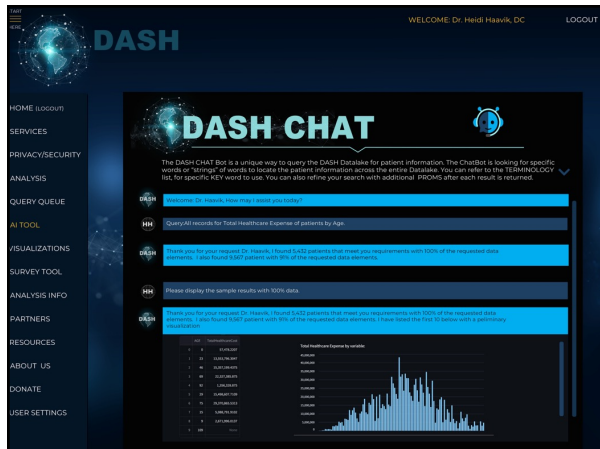 TART
HERE
DASH
WELCOME: Dr. Heidi Haavik, DC
LOGOUT
HOME (LOGOUT)
SERVICES
PRIVACY/SECURITY
ANALYSIS
QUERY QUEUE
AI TOOL
VISUALIZATIONS
SURVEY TOOL
ANALYSIS INFO
PARTNERS
RESOURCES
ABOUT US
DONATE
USER SETTINGS
DASH CHAT
The DASH CHAT Bot is a unique way to query the DASH Datalake for patient information. The ChatBot is looking for specific
words or "strings" of words to locate the patient information across the entire Datalake. You can refer to the TERMINOLOGY
list, for specific KEY word to use. You can also refine your search with additional PROMS after each result is returned.
DASH
Welcome: Dr. Haavik, How may I assist you today?
HH
Query:All records for Total Healthcare Expense of patients by Age.
DASH
Thank you for your request Dr. Haavik, I found 5,432 patients that meet you requirements with 100% of the requested data
elements. I also found 9,567 patient with 91% of the requested data elements.
HH
Please display the sample results with 100% data
DASH
Thank you for your request Dr. Haavik, I found 5,432 patients that meet you requirements with 100% of the requested data
elements. I also found 9,567 patient with 91% of the requested data elements. I have listed the first 10 below with a peliminary
visualization
Total Healthcare Expense by variable